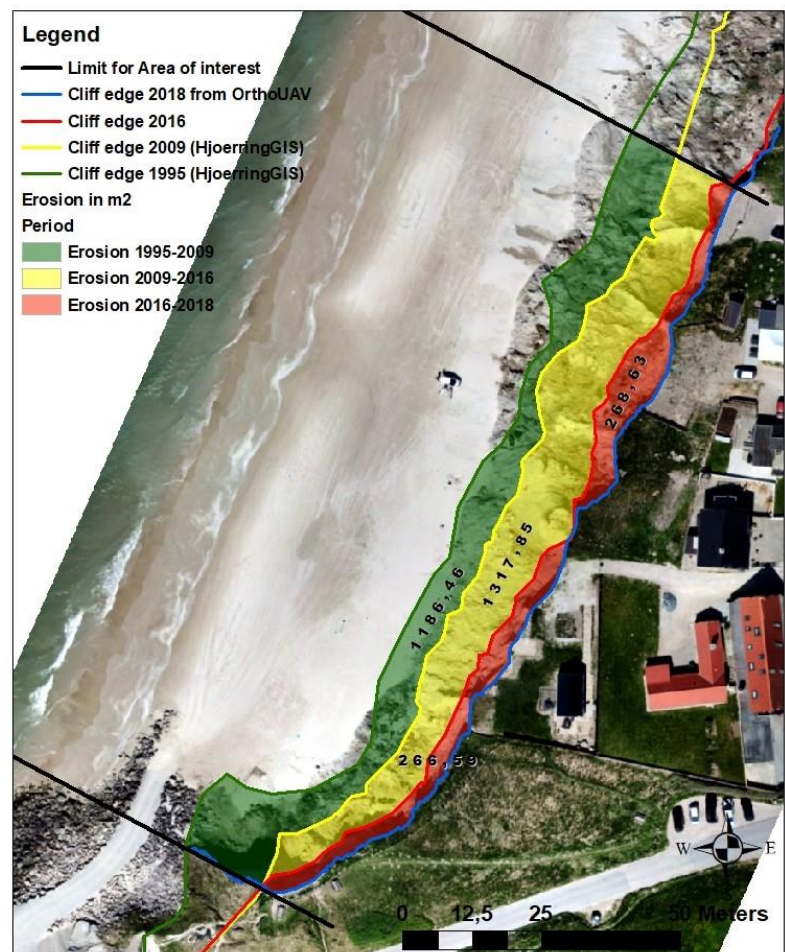 Legend
Limit for Area of interest
Cliff edge 2018 from OrthoUAV
Cliff edge 2016
Cliff edge 2009 (HjoerringGIS)
Cliff edge 1995 (HjoerringGIS)
Erosion in m2
Period
Erosion 1995-2009
Erosion 2009-2016
Erosion 2016-2018
268,63
1317,85
1186,46
266,59
W E
0 12,5 25 50 Meters